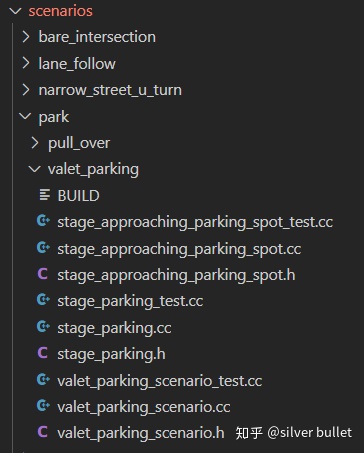 scenarios
bare_intersection
lane_follow
narrow_street_u_turn
park
pull_over
valet_parking
BUILD
stage_approaching_parking_spot_test.cc
stage_approaching_parking_spot.cc
stage_approaching_parking_spot.h
stage_parking_test.cc
stage_parking.cc
stage_parking.h
valet_parking_scenario_test.cc
valet_parking_scenario.cc
valet_parking_scenario.h 知乎 @silver bullet